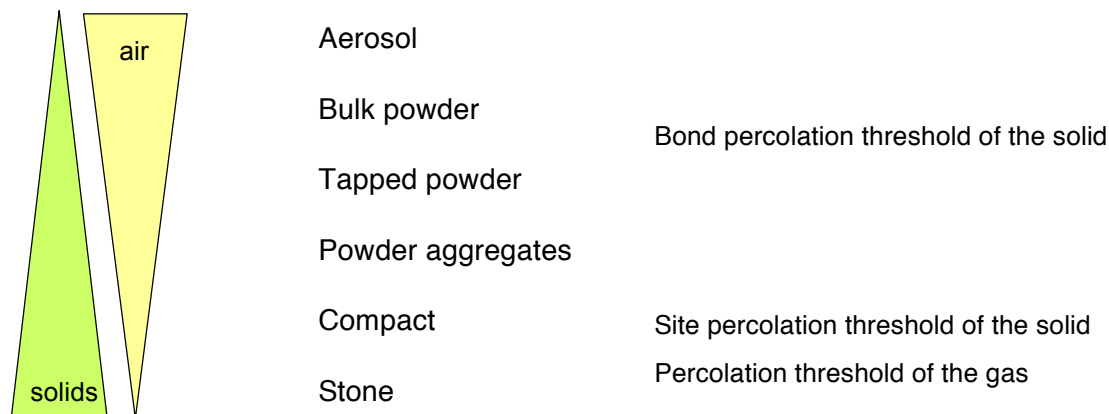 air
Aerosol
Bulk powder
Bond percolation threshold of the solid
Tapped powder
Powder aggregates
Compact
Site percolation threshold of the solid
Percolation threshold of the gas
solids
Stone